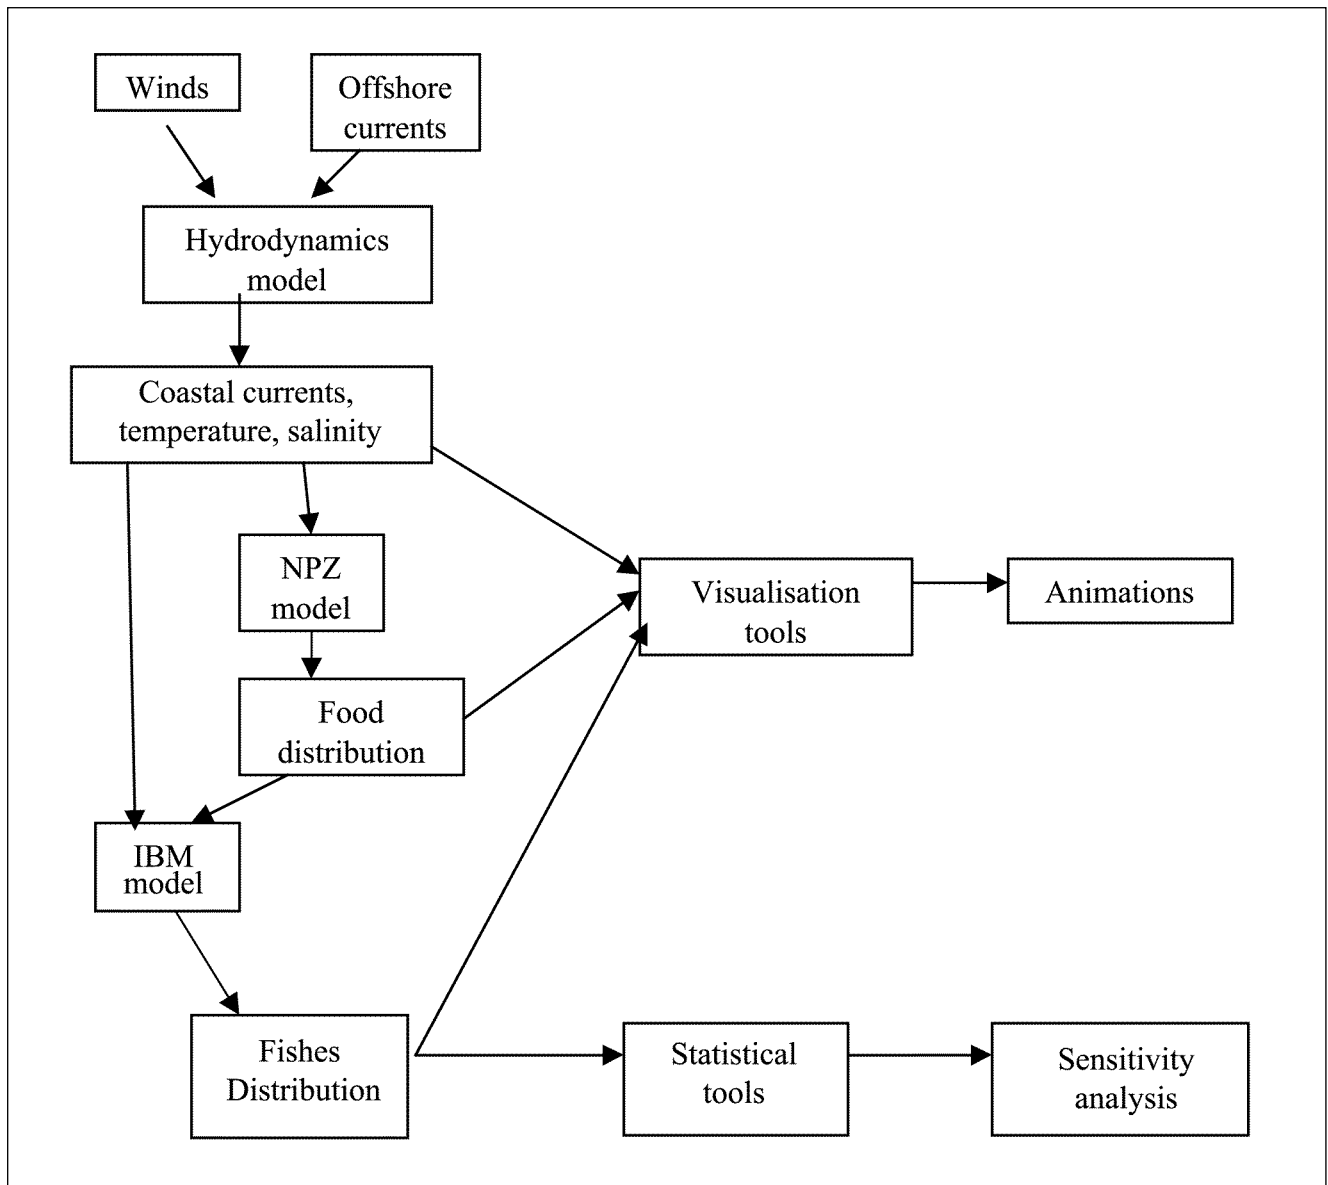 Winds
Offshore
currents
Hydrodynamics
model
Coastal currents,
temperature, salinity
NPZ
model
Visualisation
tools
Animations
Food
distribution
IBM
model
Fishes
Distribution
Statistical
tools
Sensitivity
analysis